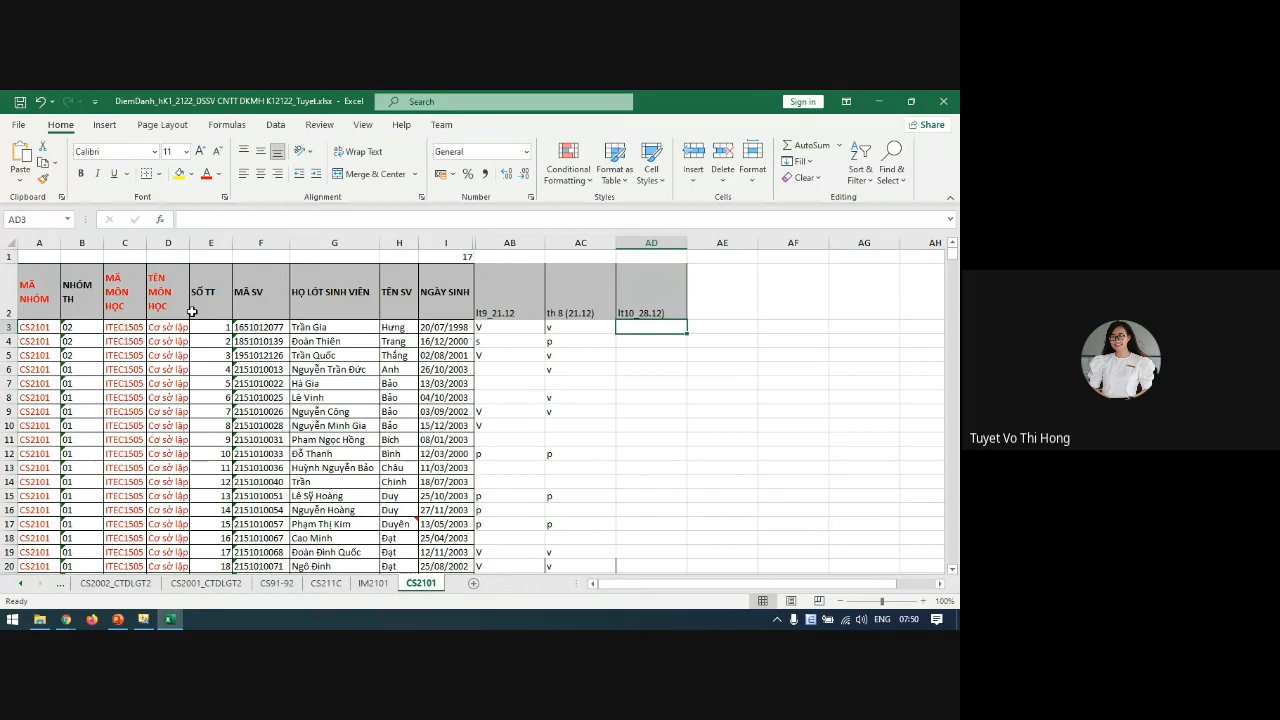 DiemDanh_hK1_2122_DSSV CNTT DKMH K12122_Tuyet.xlsx - Excel
Search
Sign in
File Home Insert Page Layout Formulas Data Review View Help Team
Share
Paste
Calibri 11
Wrap Text
Merge & Center
General
Conditional Formatting
Format as Table
Cell Styles
Insert Delete Format
AutoSum
Fill
Clear
Sort & Filter
Find & Select
Clipboard Font Alignment Number Styles Cells Editing
AD3
A B C D E F G H I AB AC AD AE AF AG AH
1 17
2 MÃ NHÓM NHÓM TH MÃ MÔN HỌC TÊN MÔN HỌC SỐ TT MÃ SV HỌ LÓT SINH VIÊN TÊN SV NGÀY SINH lt9_21.12 th 8 (21.12) lt10_28.12)
3 CS2101 02 ITEC1505 Cơ sở lập 1 1651012077 Trần Gia Hưng 20/07/1998 V v
4 CS2101 02 ITEC1505 Cơ sở lập 2 1851010139 Đoàn Thiên Trang 16/12/2000 s p
5 CS2101 02 ITEC1505 Cơ sở lập 3 1951012126 Trần Quốc Thắng 02/08/2001 V v
6 CS2101 01 ITEC1505 Cơ sở lập 4 2151010013 Nguyễn Trần Đức Anh 26/10/2003 v
7 CS2101 01 ITEC1505 Cơ sở lập 5 2151010022 Hà Gia Bảo 13/03/2003
8 CS2101 01 ITEC1505 Cơ sở lập 6 2151010025 Lê Vinh Bảo 04/10/2003 v
9 CS2101 01 ITEC1505 Cơ sở lập 7 2151010026 Nguyễn Công Bảo 03/09/2002 V v
10 CS2101 01 ITEC1505 Cơ sở lập 8 2151010028 Nguyễn Minh Gia Bảo 15/12/2003 V
11 CS2101 01 ITEC1505 Cơ sở lập 9 2151010031 Phạm Ngọc Hồng Bích 08/01/2003
12 CS2101 01 ITEC1505 Cơ sở lập 10 2151010033 Đỗ Thanh Bình 12/03/2000 p p
13 CS2101 01 ITEC1505 Cơ sở lập 11 2151010036 Huỳnh Nguyễn Bảo Châu 11/03/2003
14 CS2101 01 ITEC1505 Cơ sở lập 12 2151010040 Trần Chinh 18/07/2003
15 CS2101 01 ITEC1505 Cơ sở lập 13 2151010051 Lê Sỹ Hoàng Duy 25/10/2003 p p
16 CS2101 01 ITEC1505 Cơ sở lập 14 2151010054 Nguyễn Hoàng Duy 27/11/2003 p
17 CS2101 01 ITEC1505 Cơ sở lập 15 2151010057 Phạm Thị Kim Duyên 13/05/2003 p p
18 CS2101 01 ITEC1505 Cơ sở lập 16 2151010067 Cao Minh Đạt 23/05/2003
19 CS2101 01 ITEC1505 Cơ sở lập 17 2151010068 Đoàn Đình Quốc Đạt 12/11/2003 V v
20 CS2101 01 ITEC1505 Cơ sở lập 18 2151010071 Ngô Đình Đạt 25/08/2002 V v
... CS2002_CTDLGT2 CS2001_CTDLGT2 CS91-92 CS211C IM2101 CS2101
Ready
100%
ENG 07:50
Tuyet Vo Thi Hong